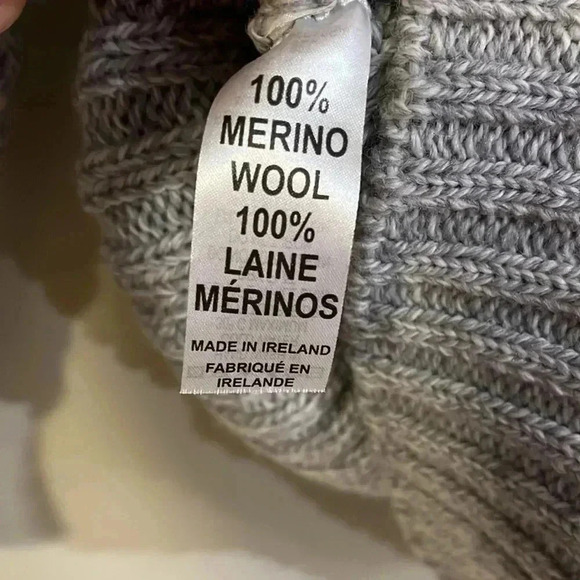 100%
MERINO
WOOL
100%
LAINE
MÉRINOS
MADE IN IRELAND
FABRIQUÉ EN
IRELANDE